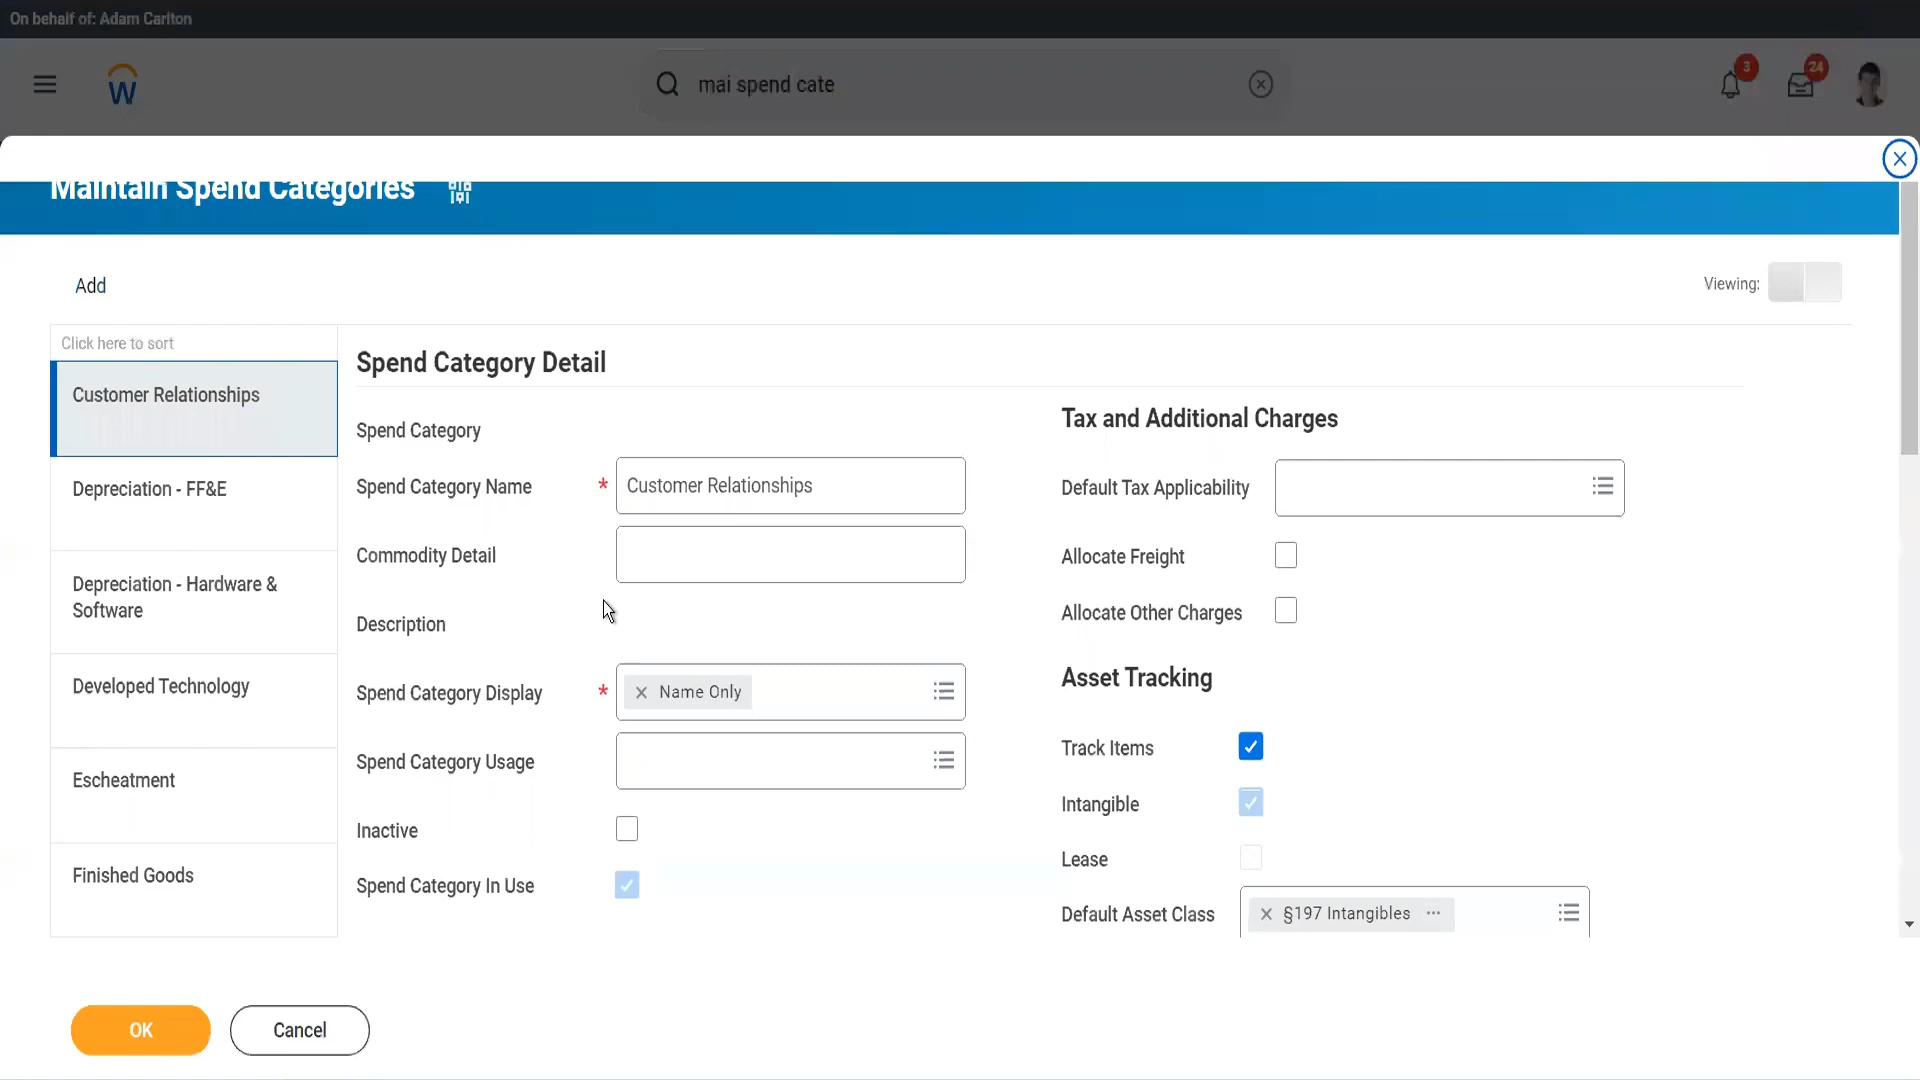 On behalf of: Adam Carlton
W
mai spend cate
3
24
Maintain Spend Categories
Add
Viewing:
Click here to sort
Customer Relationships
Depreciation - FF&E
Depreciation - Hardware &
Software
Developed Technology
Escheatment
Finished Goods
Spend Category Detail
Spend Category
Spend Category Name * Customer Relationships
Commodity Detail
Description
Spend Category Display * Name Only
Spend Category Usage
Inactive
Spend Category In Use
Tax and Additional Charges
Default Tax Applicability
Allocate Freight
Allocate Other Charges
Asset Tracking
Track Items
Intangible
Lease
Default Asset Class §197 Intangibles
OK
Cancel